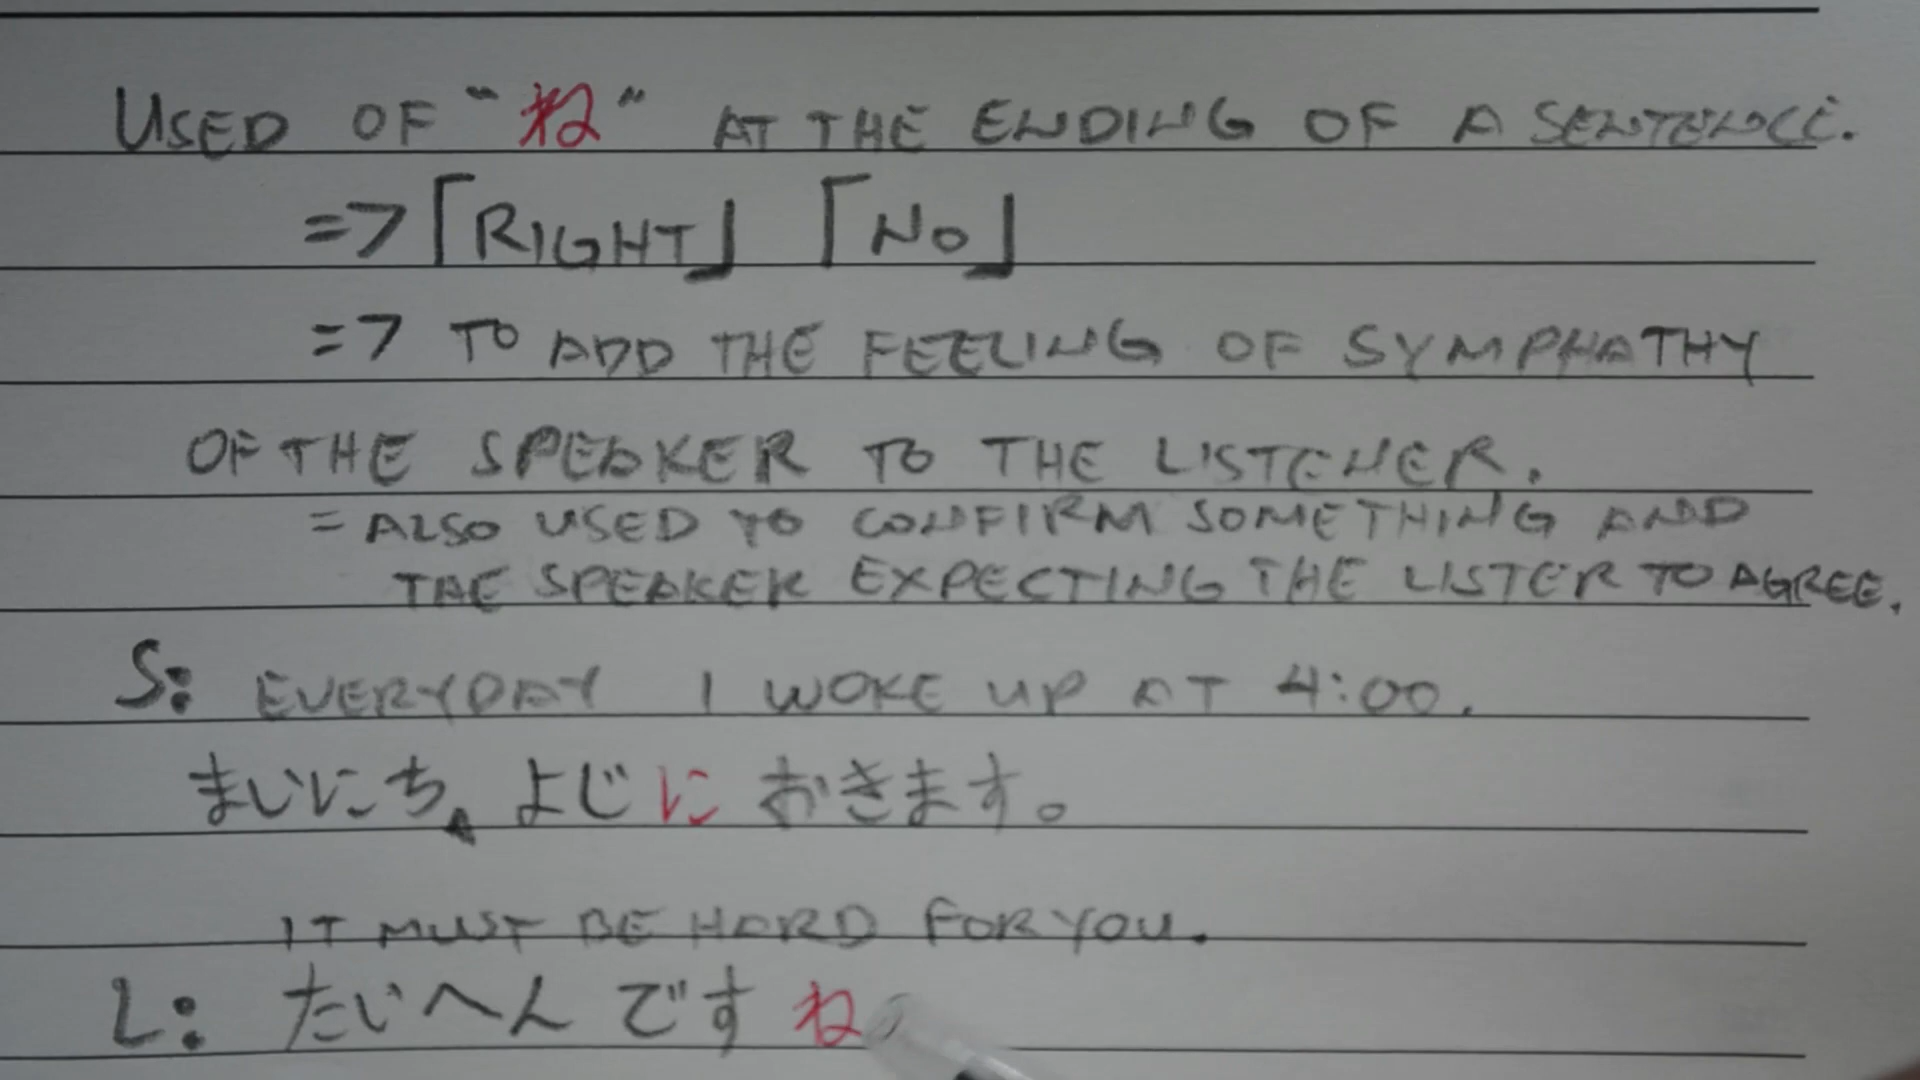 USED OF "ね" AT THE ENDING OF A SENTENCE.
=> 「RIGHT」 「NO」
=> TO ADD THE FEELING OF SYMPHATHY
OF THE SPEAKER TO THE LISTENER.
= ALSO USED TO CONFIRM SOMETHING AND
THE SPEAKER EXPECTING THE LISTER TO AGREE.
S: EVERYDAY I WOKE UP AT 4:00.
まいにち、よじに おきます。
IT MUST BE HARD FOR YOU.
L: たいへん です ね